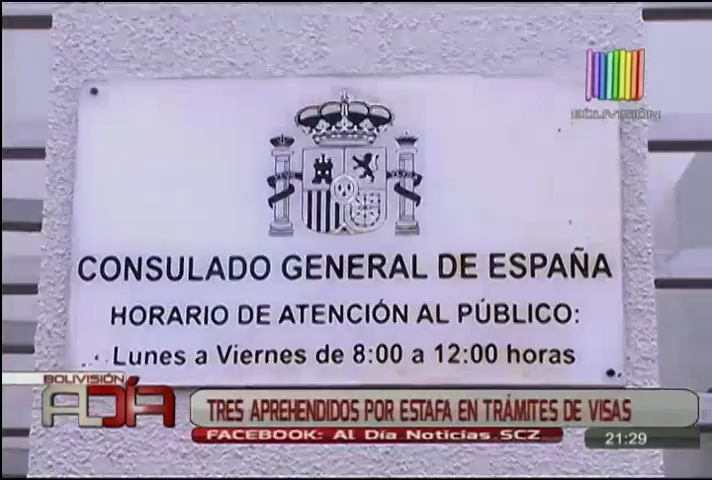 BOLIVISIÓN
CONSULADO GENERAL DE ESPAÑA
HORARIO DE ATENCIÓN AL PÚBLICO:
Lunes a Viernes de 8:00 a 12:00 horas
BOLIVISIÓN
AL DÍA
TRES APREHENDIDOS POR ESTAFA EN TRÁMITES DE VISAS
FACEBOOK: Al Día Noticias SCZ
21:29